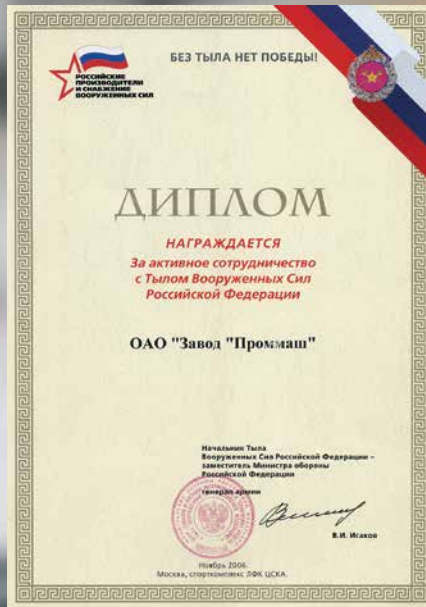 БЕЗ ТЫЛА НЕТ ПОБЕДЫ!
РОССИЙСКИЕ
ПРОИЗВОДИТЕЛИ
И СНАБЖЕНИЕ
ВООРУЖЕННЫХ СИЛ
ДИПЛОМ
НАГРАЖДАЕТСЯ
За активное сотрудничество
с Тылом Вооруженных Сил
Российской Федерации
ОАО "Завод "Проммаш"
Начальник Тыла
Вооруженных Сил Российской Федерации –
заместитель Министра обороны
Российской Федерации
генерал армии
В.И. Исаков
Ноябрь 2006.
Москва, спорткомплекс ЛФК ЦСКА.